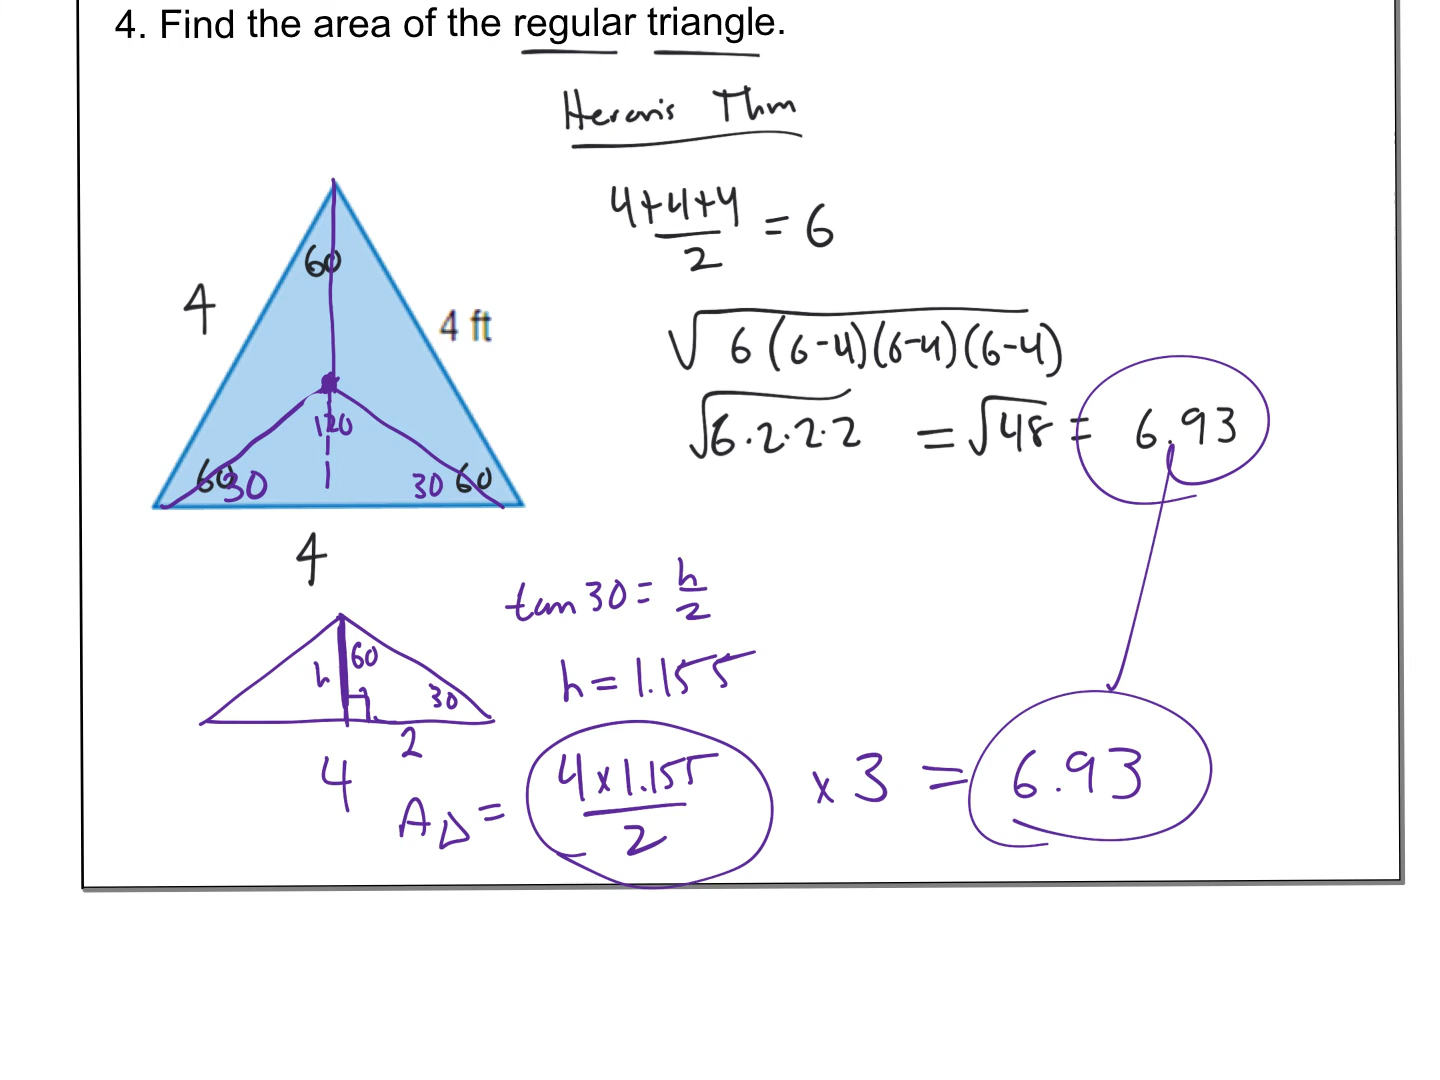 4. Find the area of the regular triangle.
Heron's Thm
4+4+4
2
= 6
60
4
4 ft
√6(6-4)(6-4)(6-4)
√6·2·2·2 = √48 = 6.93
120
60 30
30 60
4
tan 30 = h/2
h 60
30
h = 1.155
2
4
A△ = 4 x 1.155 / 2 x 3 = 6.93